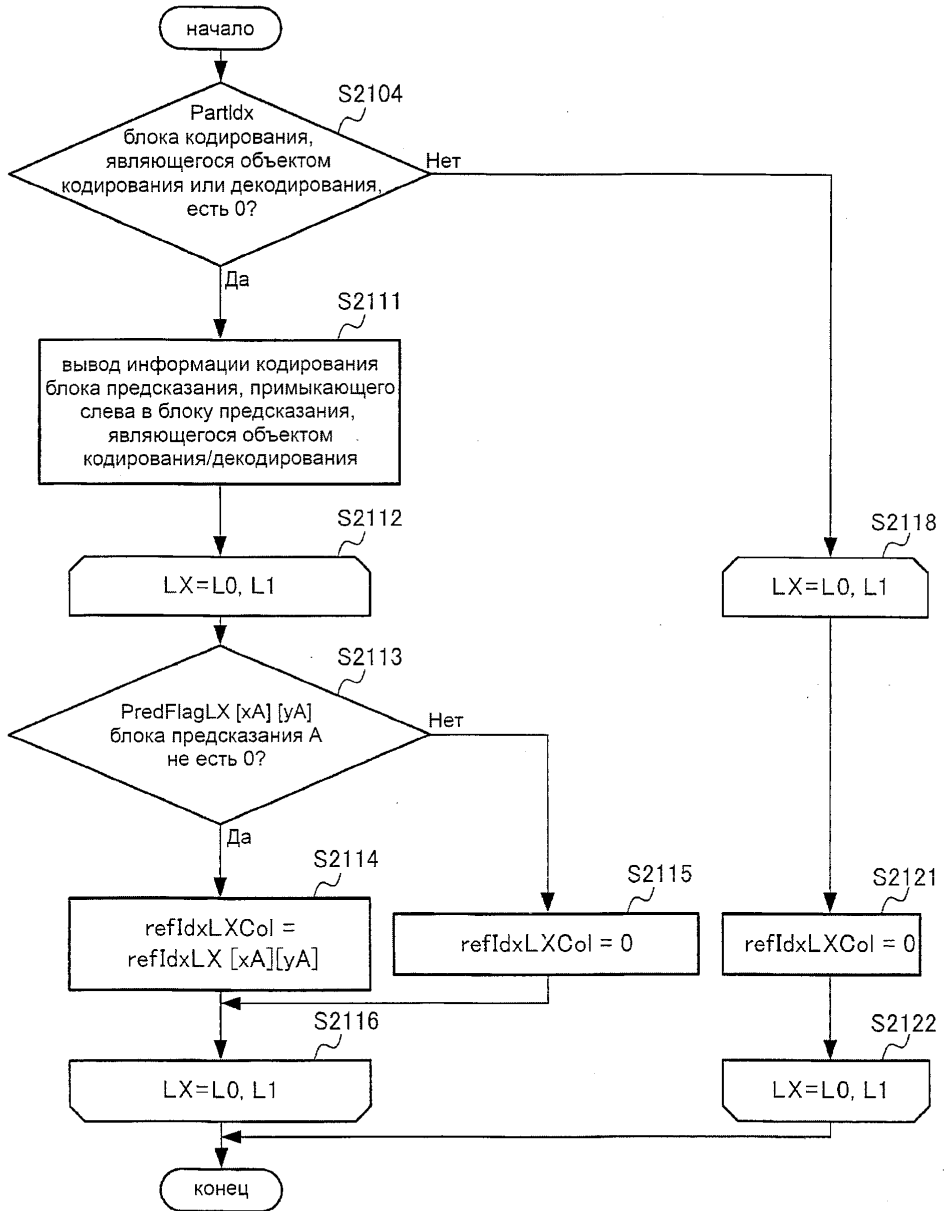 начало
S2104
PartIdx
блока кодирования,
являющегося объектом
кодирования или декодирования,
есть 0?
Нет
Да
S2111
вывод информации кодирования
блока предсказания, примыкающего
слева в блоку предсказания,
являющегося объектом
кодирования/декодирования
S2112
LX=L0, L1
S2118
LX=L0, L1
S2113
PredFlagLX [xA] [yA]
блока предсказания А
не есть 0?
Нет
Да
S2114
refIdxLXCol =
refIdxLX [xA][yA]
S2115
refIdxLXCol = 0
S2121
refIdxLXCol = 0
S2116
LX=L0, L1
S2122
LX=L0, L1
конец